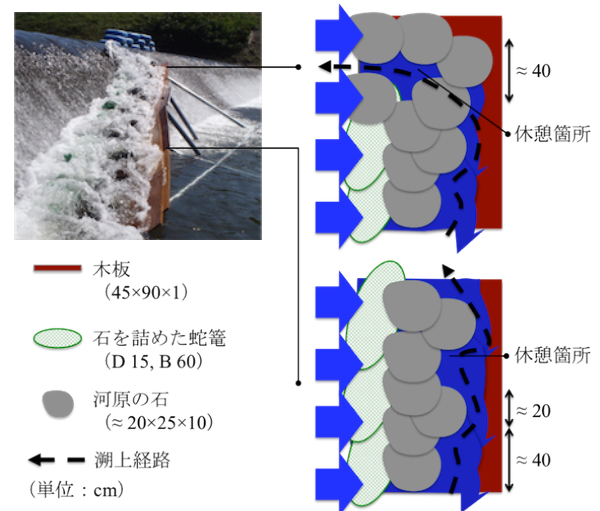 ≈ 40
休憩箇所
木板
（45×90×1）
石を詰めた蛇篭
（D 15, B 60）
河原の石
（≈ 20×25×10）
溯上経路
（単位：cm）
休憩箇所
≈ 20
≈ 40